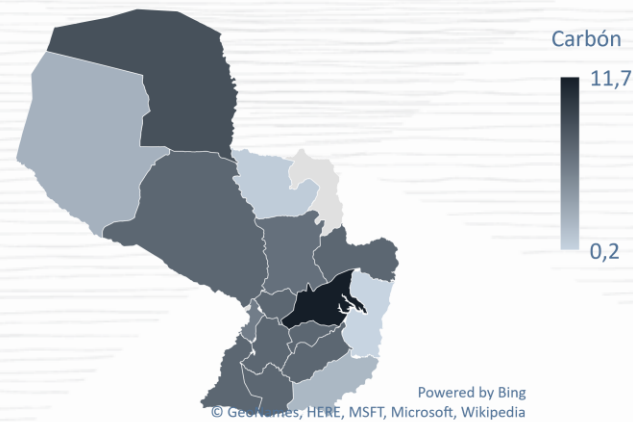 Carbón
11,7
0,2
Powered by Bing
© GeoNames, HERE, MSFT, Microsoft, Wikipedia